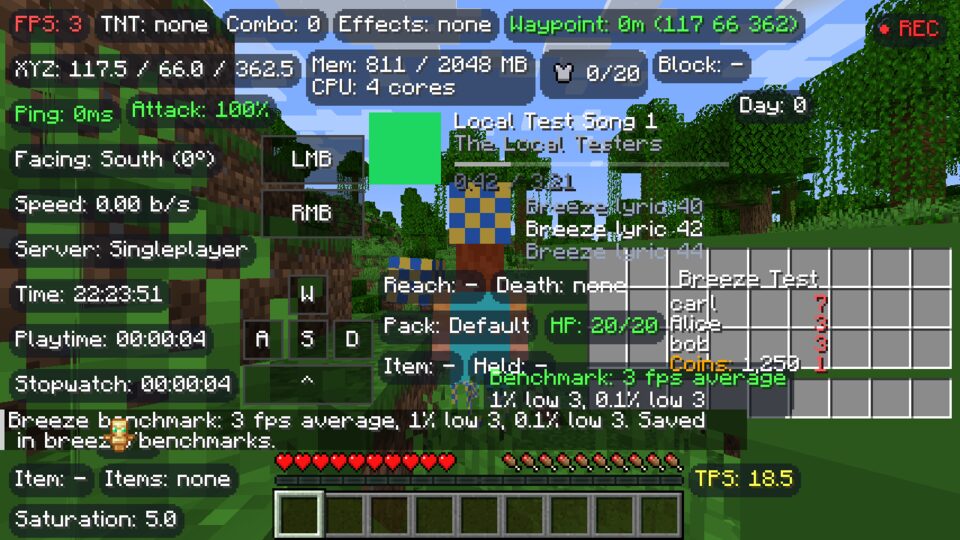 FPS: 3 TNT: none Combo: 0 Effects: none Waypoint: 0m (117 66 362) REC
XYZ: 117.5 / 66.0 / 362.5 Mem: 811 / 2048 MB 0/20 Block: -
CPU: 4 cores
Ping: 0ms Attack: 100% Day: 0
Local Test Song 1
The Local Testers
Facing: South (0°) LMB
0:42 / 3:21
Speed: 0.00 b/s RMB Breeze lyric 40
Breeze lyric 42
Server: Singleplayer Breeze lyric 44
Time: 22:23:51 W Reach: - Death: none Breeze Test
carl 7
Playtime: 00:00:04 A S D Pack: Default HP: 20/20 Alice 3
bob 3
Item: - Held: - Coins: 1,250 1
Stopwatch: 00:00:04 ^ Benchmark: 3 fps average
1% low 3, 0.1% low 3
Breeze benchmark: 3 fps average, 1% low 3, 0.1% low 3. Saved
in breeze-benchmarks.
Item: - Items: none TPS: 18.5
Saturation: 5.0